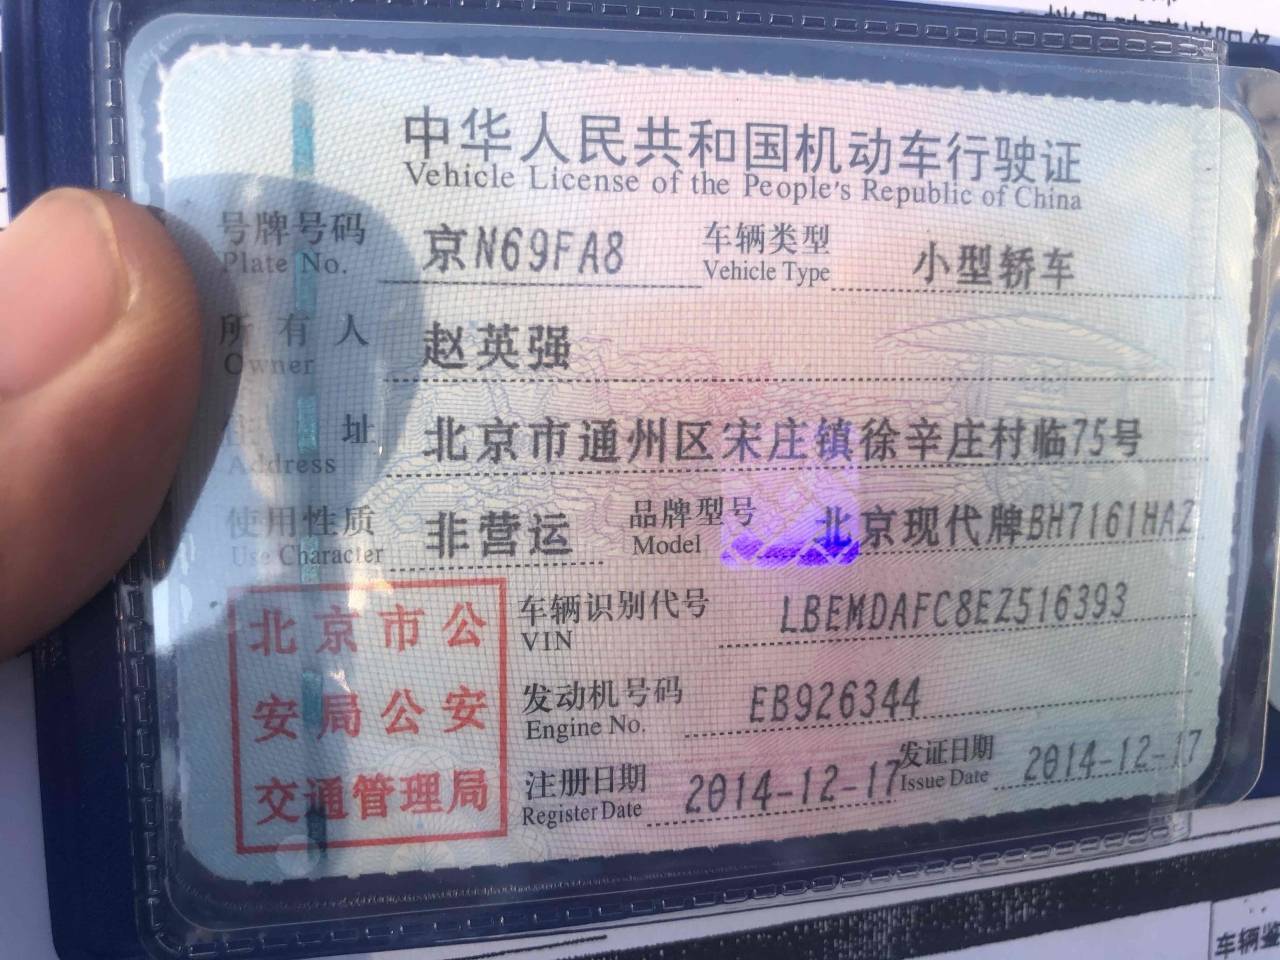 中华人民共和国机动车行驶证
Vehicle License of the People's Republic of China
号牌号码 京N69FA8 车辆类型 小型轿车
Plate No. Vehicle Type
所有人 赵英强
Owner
址 北京市通州区宋庄镇徐辛庄村临75号
Address
使用性质 非营运 品牌型号 北京现代牌BH7161HAZ
Use Character Model
北京市公 车辆识别代号 LBEMDAFC8EZ516393
VIN
安局公安 发动机号码 EB926344
Engine No.
交通管理局 注册日期 2014-12-17 发证日期 2014-12-17
Register Date Issue Date
车辆鉴